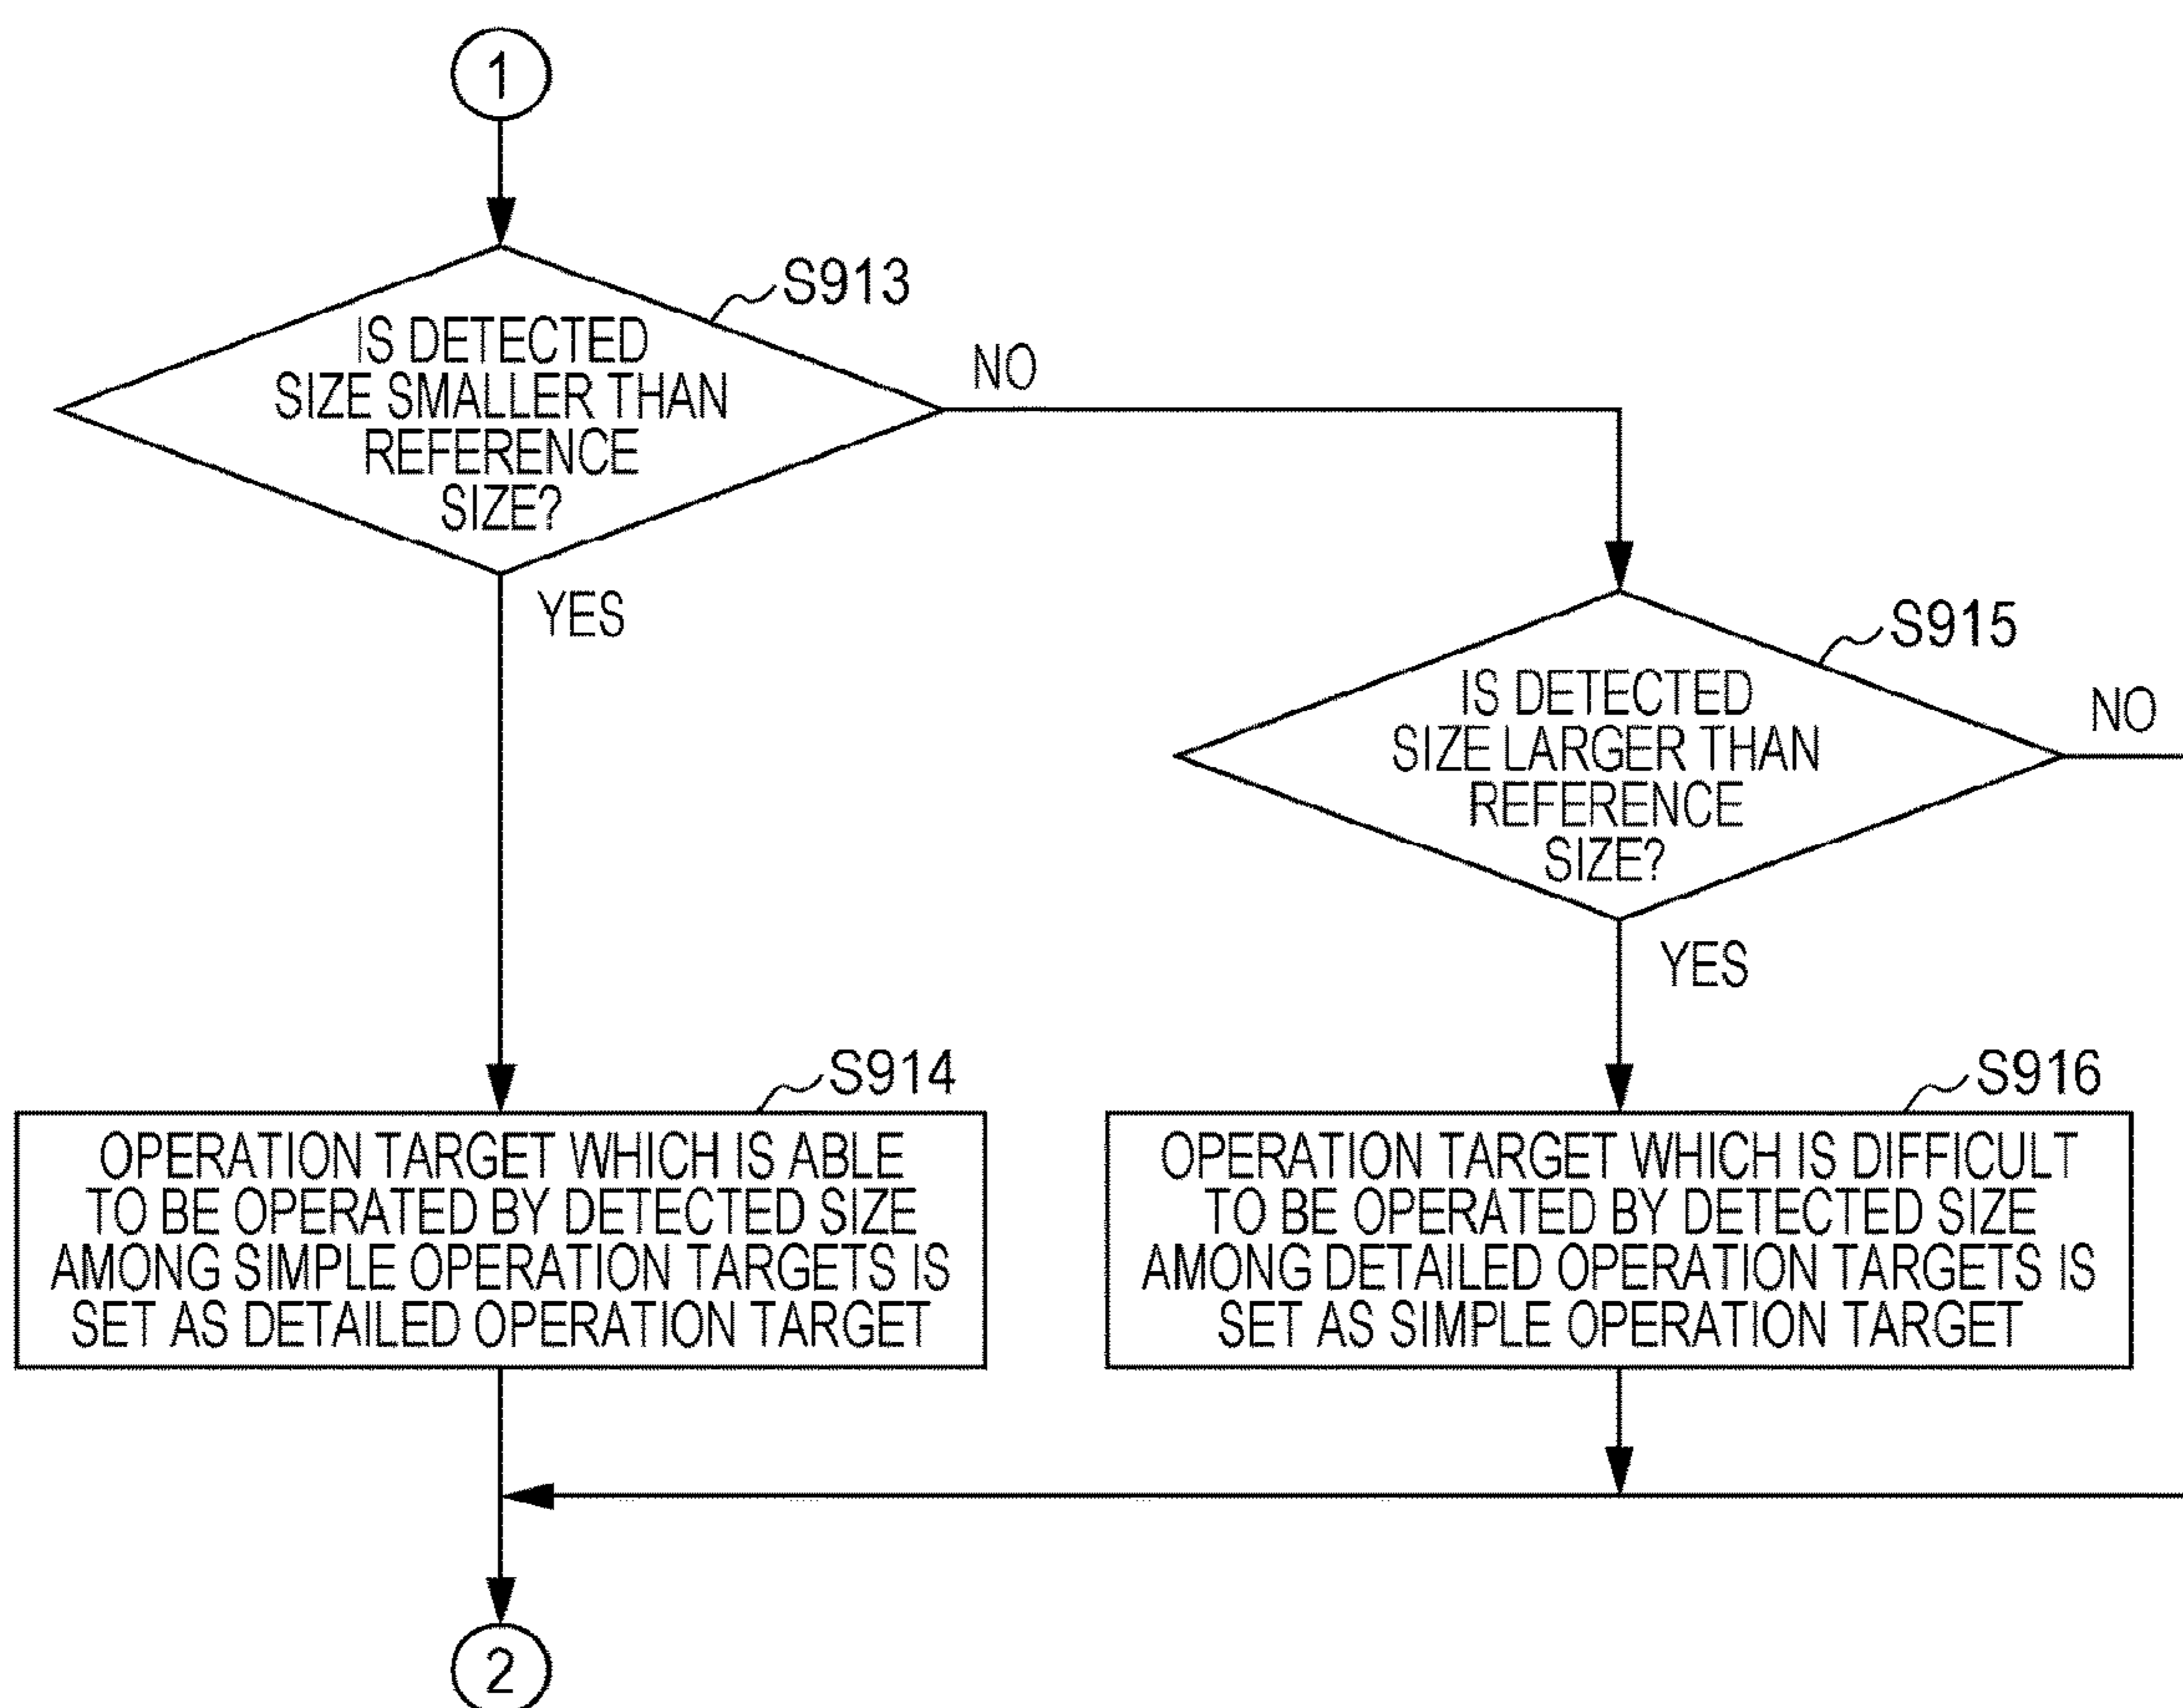 1
S913
IS DETECTED
SIZE SMALLER THAN
REFERENCE
SIZE?
NO
YES
S915
IS DETECTED
SIZE LARGER THAN
REFERENCE
SIZE?
NO
YES
S914
OPERATION TARGET WHICH IS ABLE
TO BE OPERATED BY DETECTED SIZE
AMONG SIMPLE OPERATION TARGETS IS
SET AS DETAILED OPERATION TARGET
S916
OPERATION TARGET WHICH IS DIFFICULT
TO BE OPERATED BY DETECTED SIZE
AMONG DETAILED OPERATION TARGETS IS
SET AS SIMPLE OPERATION TARGET
2